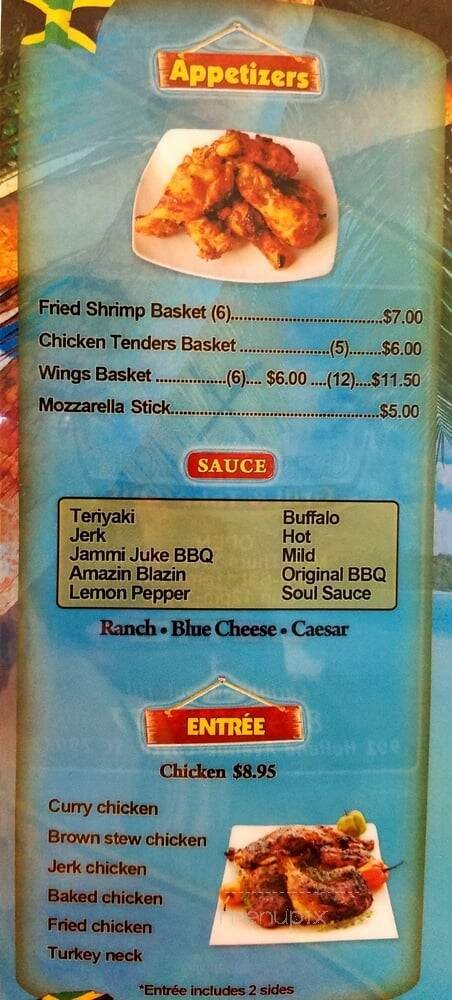 Appetizers
Fried Shrimp Basket (6)..................................$7.00
Chicken Tenders Basket ....................(5)........$6.00
Wings Basket .................(6).... $6.00 ....(12)....$11.50
Mozzarella Stick...............................................$5.00
SAUCE
Teriyaki Buffalo
Jerk Hot
Jammi Juke BBQ Mild
Amazin Blazin Original BBQ
Lemon Pepper Soul Sauce
Ranch • Blue Cheese • Caesar
ENTRÉE
Chicken $8.95
Curry chicken
Brown stew chicken
Jerk chicken
Baked chicken
Fried chicken
Turkey neck
menupix
*Entrée includes 2 sides